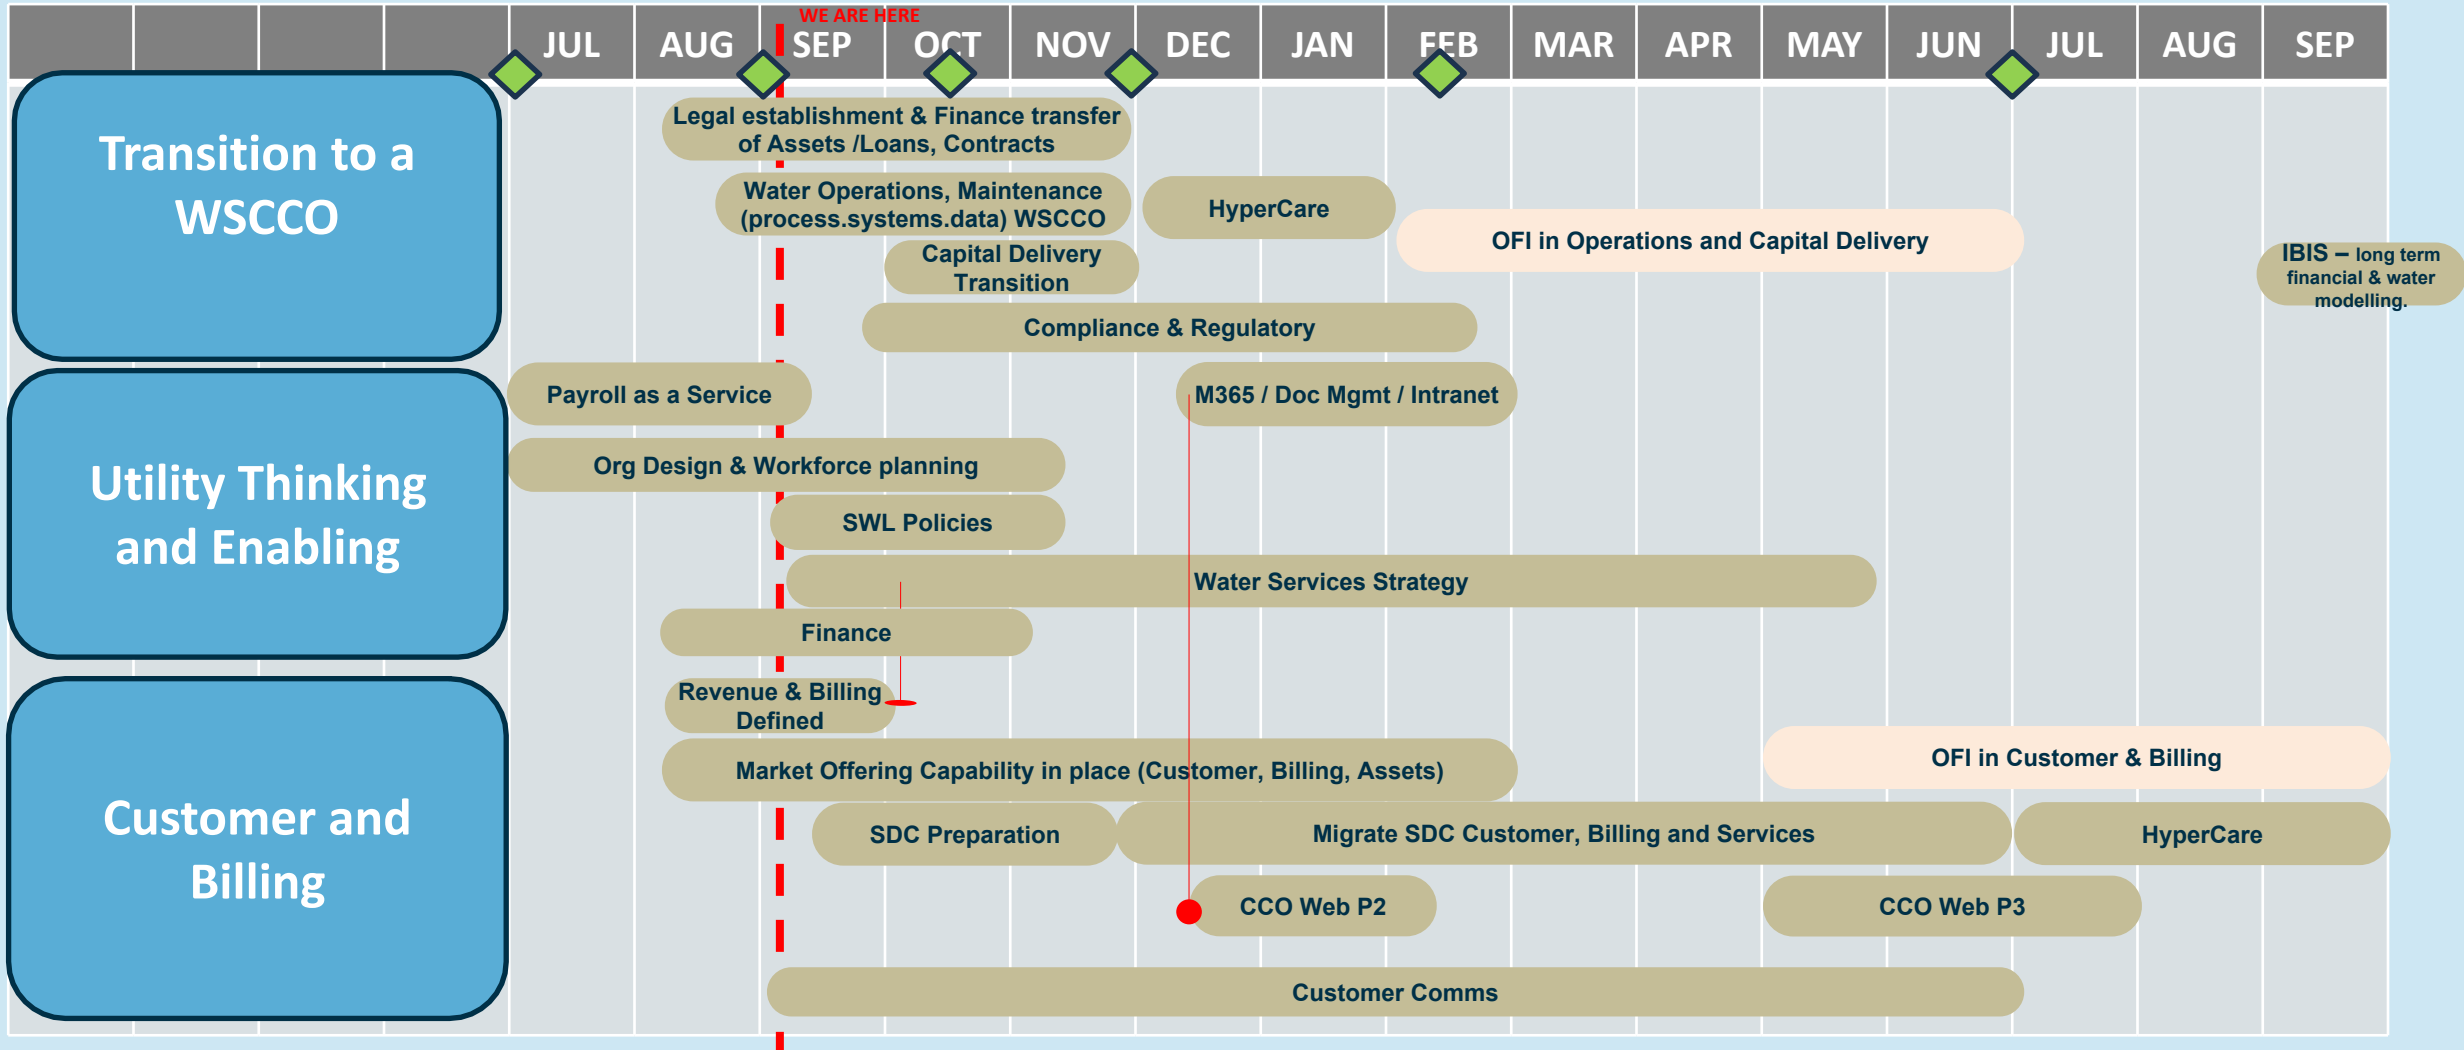 WE ARE HERE
JUL AUG SEP OCT NOV DEC JAN FEB MAR APR MAY JUN JUL AUG SEP
Transition to a
WSCCO
Legal establishment & Finance transfer
of Assets /Loans, Contracts
Water Operations, Maintenance
(process.systems.data) WSCCO
HyperCare
OFI in Operations and Capital Delivery
Capital Delivery
Transition
IBIS – long term
financial & water
modelling.
Compliance & Regulatory
Utility Thinking
and Enabling
Payroll as a Service
M365 / Doc Mgmt / Intranet
Org Design & Workforce planning
SWL Policies
Water Services Strategy
Finance
Customer and
Billing
Revenue & Billing
Defined
Market Offering Capability in place (Customer, Billing, Assets)
OFI in Customer & Billing
SDC Preparation
Migrate SDC Customer, Billing and Services
HyperCare
CCO Web P2
CCO Web P3
Customer Comms